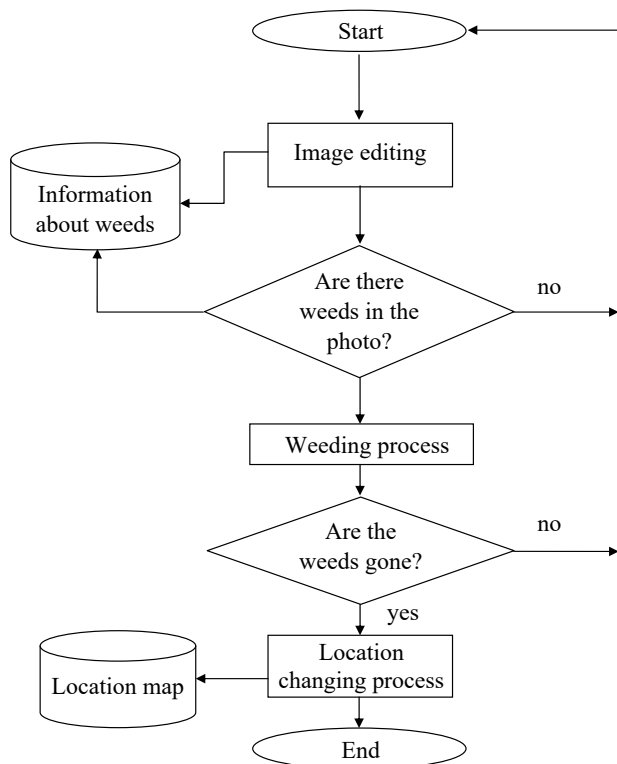 Start
Image editing
Information
about weeds
Are there
weeds in the
photo?
no
Weeding process
Are the
weeds gone?
no
yes
Location
changing process
Location map
End